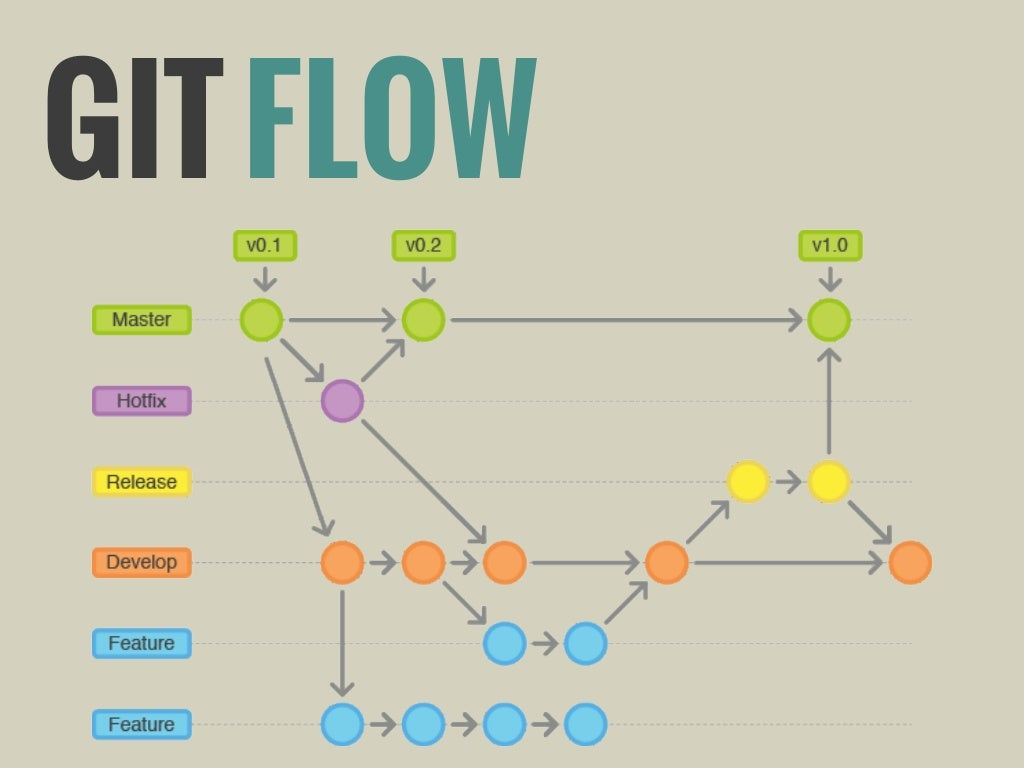 GIT FLOW
v0.1 v0.2 v1.0
Master
Hotfix
Release
Develop
Feature
Feature